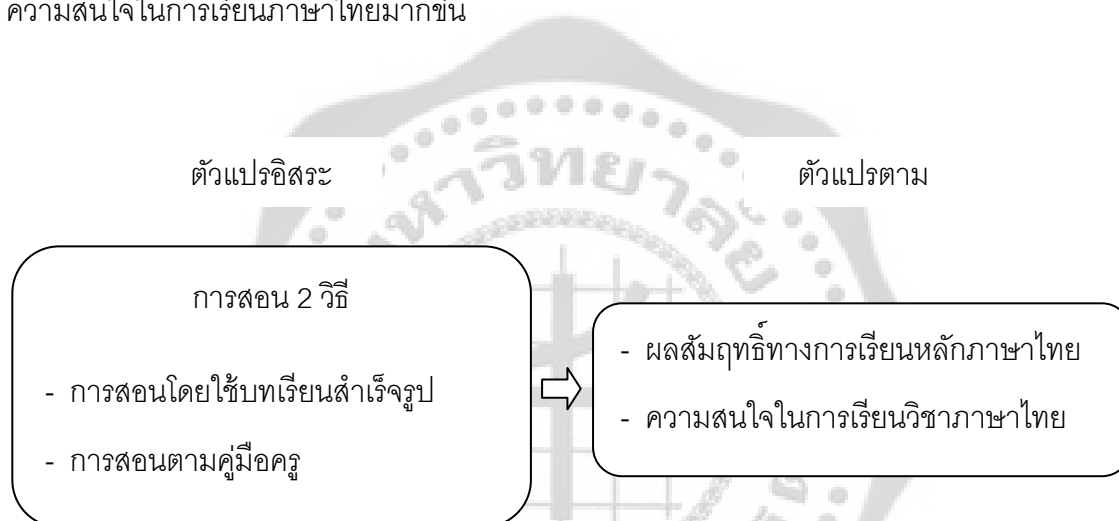 ความสนใจในการเรียนภาษาไทยมากขึ้น
ตัวแปรอิสระ
ตัวแปรตาม
การสอน 2 วิธี
- การสอนโดยใช้บทเรียนสำเร็จรูป
- การสอนตามคู่มือครู
- ผลสัมฤทธิ์ทางการเรียนหลักภาษาไทย
- ความสนใจในการเรียนวิชาภาษาไทย